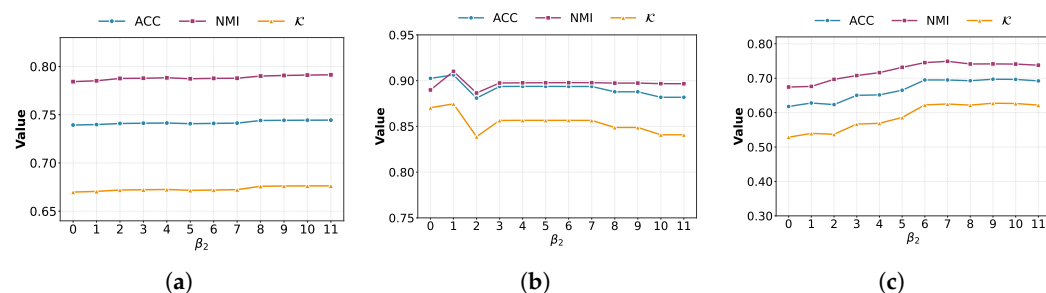 ACC NMI 𝒦
0.80
0.75
0.70
0.65
Value
0 1 2 3 4 5 6 7 8 9 10 11
β₂
(a)
ACC NMI 𝒦
0.95
0.90
0.85
0.80
0.75
Value
0 1 2 3 4 5 6 7 8 9 10 11
β₂
(b)
ACC NMI 𝒦
0.80
0.70
0.60
0.50
0.40
0.30
Value
0 1 2 3 4 5 6 7 8 9 10 11
β₂
(c)